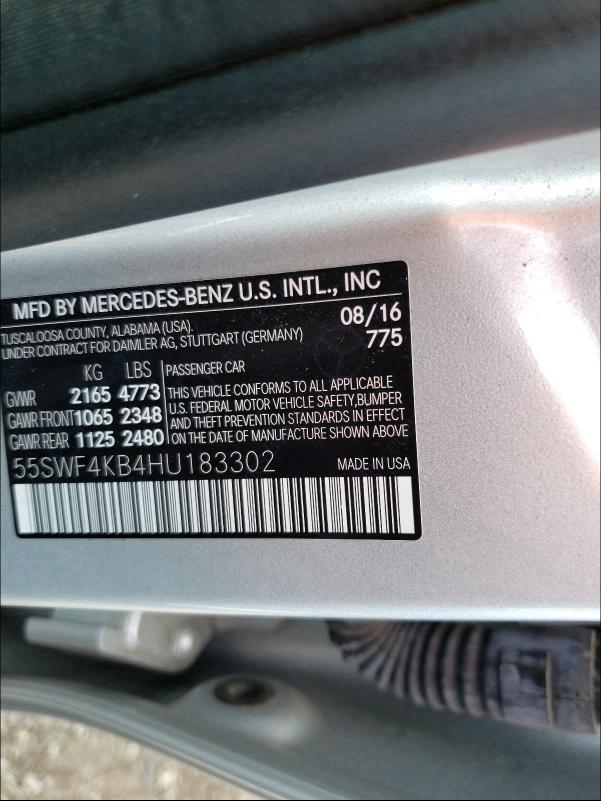 MFD BY MERCEDES-BENZ U.S. INTL., INC
TUSCALOOSA COUNTY, ALABAMA (USA). 08/16
UNDER CONTRACT FOR DAIMLER AG, STUTTGART (GERMANY) 775
KG LBS PASSENGER CAR
GVWR 2165 4773 THIS VEHICLE CONFORMS TO ALL APPLICABLE
GAWR FRONT 1065 2348 U.S. FEDERAL MOTOR VEHICLE SAFETY,BUMPER
AND THEFT PREVENTION STANDARDS IN EFFECT
GAWR REAR 1125 2480 ON THE DATE OF MANUFACTURE SHOWN ABOVE
55SWF4KB4HU183302 MADE IN USA